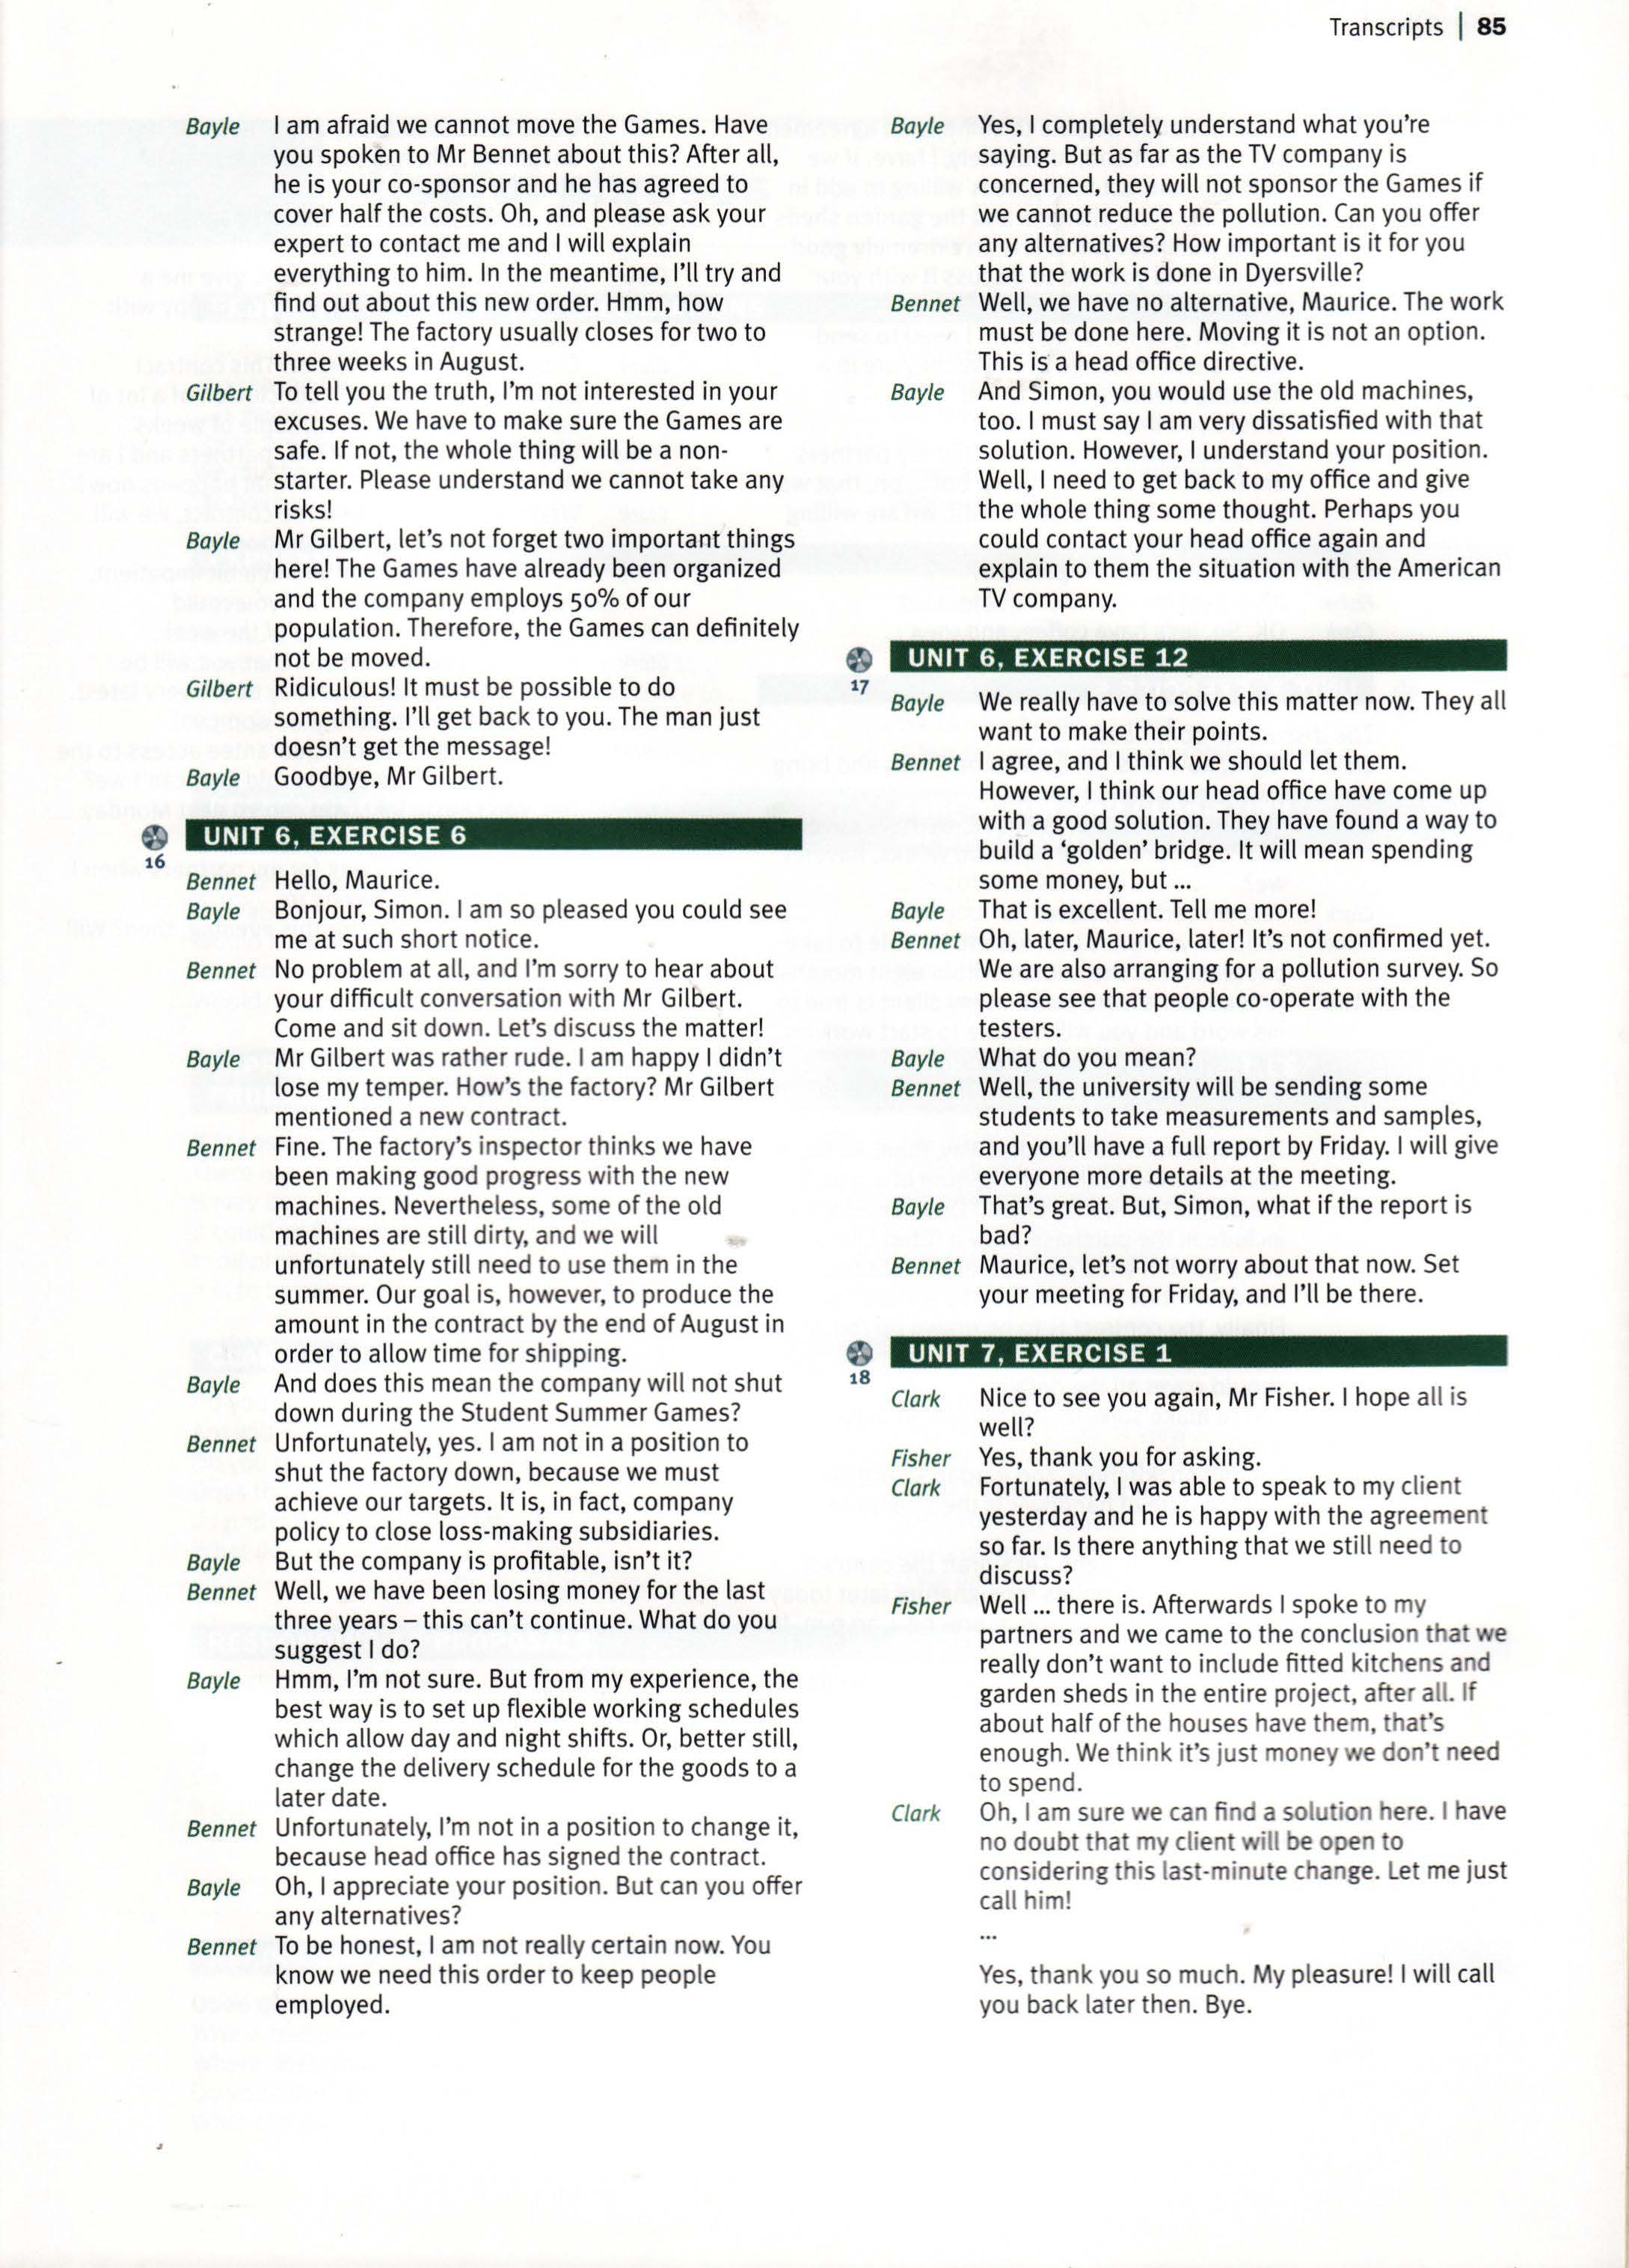 Transcripts | 85
Bayle I am afraid we cannot move the Games. Have
you spoken to Mr Bennet about this? After all,
he is your co-sponsor and he has agreed to
cover half the costs. Oh, and please ask your
expert to contact me and I will explain
everything to him. In the meantime, I'll try and
find out about this new order. Hmm, how
strange! The factory usually closes for two to
three weeks in August.
Gilbert To tell you the truth, I'm not interested in your
excuses. We have to make sure the Games are
safe. If not, the whole thing will be a non-
starter. Please understand we cannot take any
risks!
Bayle Mr Gilbert, let's not forget two important things
here! The Games have already been organized
and the company employs 50% of our
population. Therefore, the Games can definitely
not be moved.
Gilbert Ridiculous! It must be possible to do
something. I'll get back to you. The man just
doesn't get the message!
Bayle Goodbye, Mr Gilbert.
UNIT 6, EXERCISE 6
16
Bennet Hello, Maurice.
Bayle Bonjour, Simon. I am so pleased you could see
me at such short notice.
Bennet No problem at all, and I'm sorry to hear about
your difficult conversation with Mr Gilbert.
Come and sit down. Let's discuss the matter!
Bayle Mr Gilbert was rather rude. I am happy I didn't
lose my temper. How's the factory? Mr Gilbert
mentioned a new contract.
Bennet Fine. The factory's inspector thinks we have
been making good progress with the new
machines. Nevertheless, some of the old
machines are still dirty, and we will
unfortunately still need to use them in the
summer. Our goal is, however, to produce the
amount in the contract by the end of August in
order to allow time for shipping.
Bayle And does this mean the company will not shut
down during the Student Summer Games?
Bennet Unfortunately, yes. I am not in a position to
shut the factory down, because we must
achieve our targets. It is, in fact, company
policy to close loss-making subsidiaries.
Bayle But the company is profitable, isn't it?
Bennet Well, we have been losing money for the last
three years – this can't continue. What do you
suggest I do?
Bayle Hmm, I'm not sure. But from my experience, the
best way is to set up flexible working schedules
which allow day and night shifts. Or, better still,
change the delivery schedule for the goods to a
later date.
Bennet Unfortunately, I'm not in a position to change it,
because head office has signed the contract.
Bayle Oh, I appreciate your position. But can you offer
any alternatives?
Bennet To be honest, I am not really certain now. You
know we need this order to keep people
employed.
Bayle Yes, I completely understand what you're
saying. But as far as the TV company is
concerned, they will not sponsor the Games if
we cannot reduce the pollution. Can you offer
any alternatives? How important is it for you
that the work is done in Dyersville?
Bennet Well, we have no alternative, Maurice. The work
must be done here. Moving it is not an option.
This is a head office directive.
Bayle And Simon, you would use the old machines,
too. I must say I am very dissatisfied with that
solution. However, I understand your position.
Well, I need to get back to my office and give
the whole thing some thought. Perhaps you
could contact your head office again and
explain to them the situation with the American
TV company.
UNIT 6, EXERCISE 12
17
Bayle We really have to solve this matter now. They all
want to make their points.
Bennet I agree, and I think we should let them.
However, I think our head office have come up
with a good solution. They have found a way to
build a 'golden' bridge. It will mean spending
some money, but ...
Bayle That is excellent. Tell me more!
Bennet Oh, later, Maurice, later! It's not confirmed yet.
We are also arranging for a pollution survey. So
please see that people co-operate with the
testers.
Bayle What do you mean?
Bennet Well, the university will be sending some
students to take measurements and samples,
and you'll have a full report by Friday. I will give
everyone more details at the meeting.
Bayle That's great. But, Simon, what if the report is
bad?
Bennet Maurice, let's not worry about that now. Set
your meeting for Friday, and I'll be there.
UNIT 7, EXERCISE 1
18
Clark Nice to see you again, Mr Fisher. I hope all is
well?
Fisher Yes, thank you for asking.
Clark Fortunately, I was able to speak to my client
yesterday and he is happy with the agreement
so far. Is there anything that we still need to
discuss?
Fisher Well ... there is. Afterwards I spoke to my
partners and we came to the conclusion that we
really don't want to include fitted kitchens and
garden sheds in the entire project, after all. If
about half of the houses have them, that's
enough. We think it's just money we don't need
to spend.
Clark Oh, I am sure we can find a solution here. I have
no doubt that my client will be open to
considering this last-minute change. Let me just
call him!
...
Yes, thank you so much. My pleasure! I will call
you back later then. Bye.